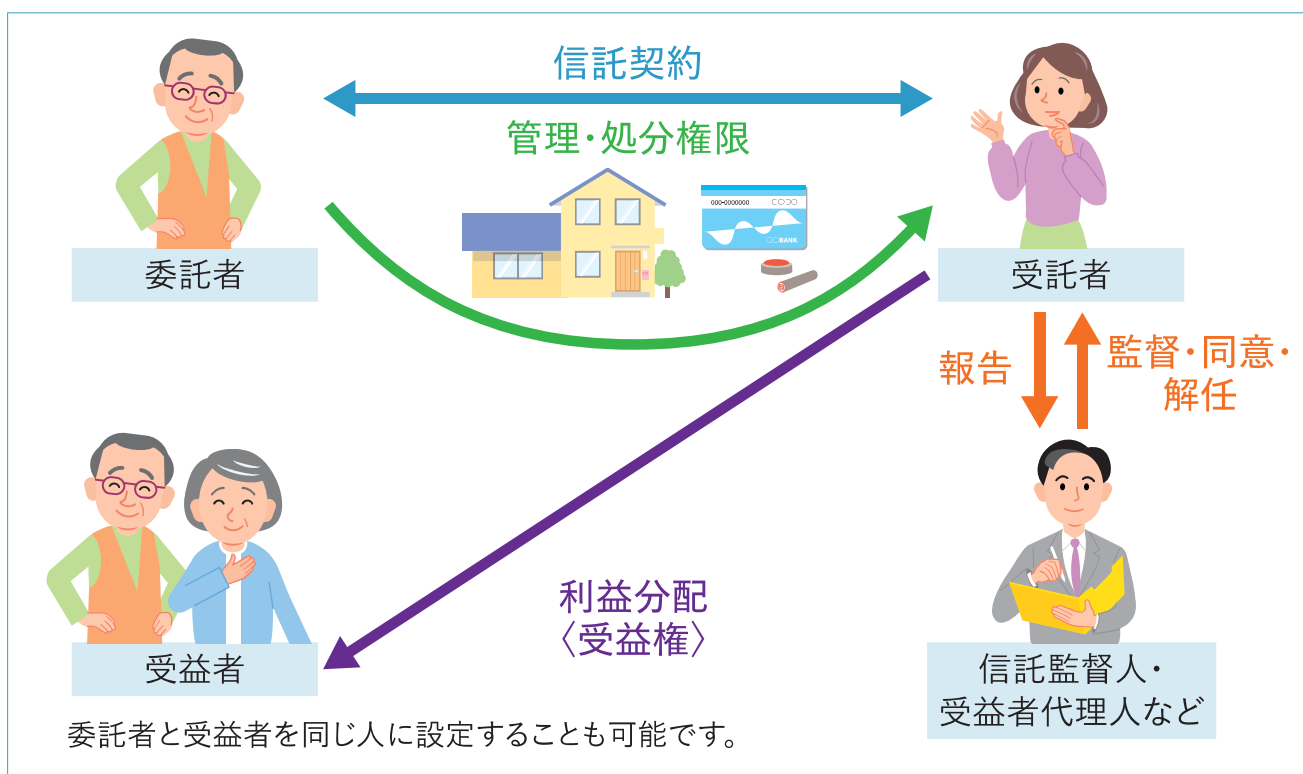 信託契約
管理・処分権限
000-0000000
○○BANK
委託者
受託者
報告
監督・同意・
解任
利益分配
〈受益権〉
受益者
信託監督人・
受益者代理人など
委託者と受益者を同じ人に設定することも可能です。